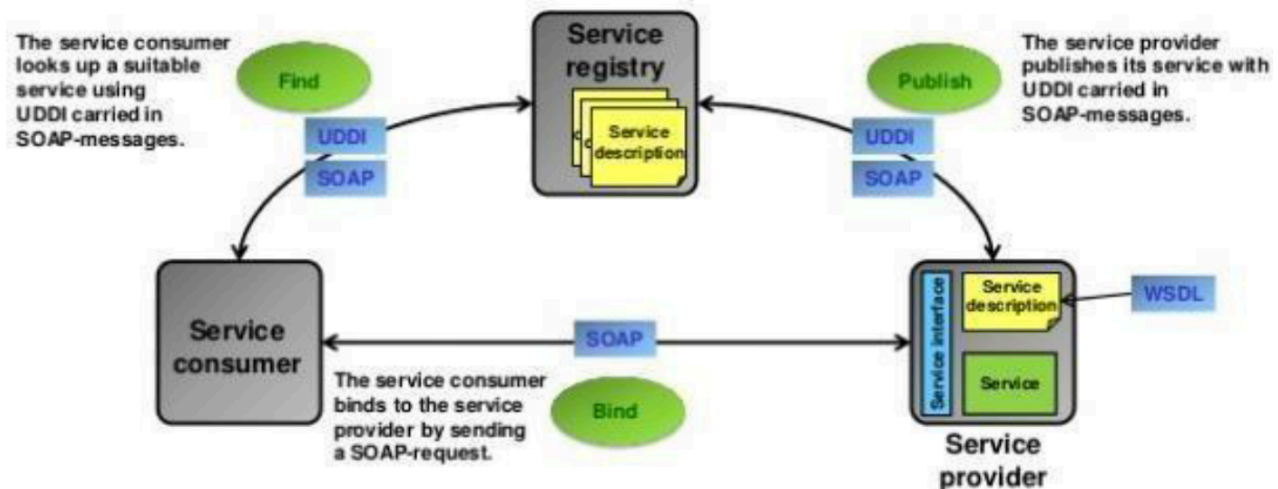 The service consumer
looks up a suitable
service using
UDDI carried in
SOAP-messages.
Find
UDDI
SOAP
Service
registry
Service
description
Publish
UDDI
SOAP
The service provider
publishes its service with
UDDI carried in
SOAP-messages.
Service
consumer
SOAP
The service consumer
binds to the service
provider by sending
a SOAP-request.
Bind
Service interface
Service
description
Service
WSDL
Service
provider